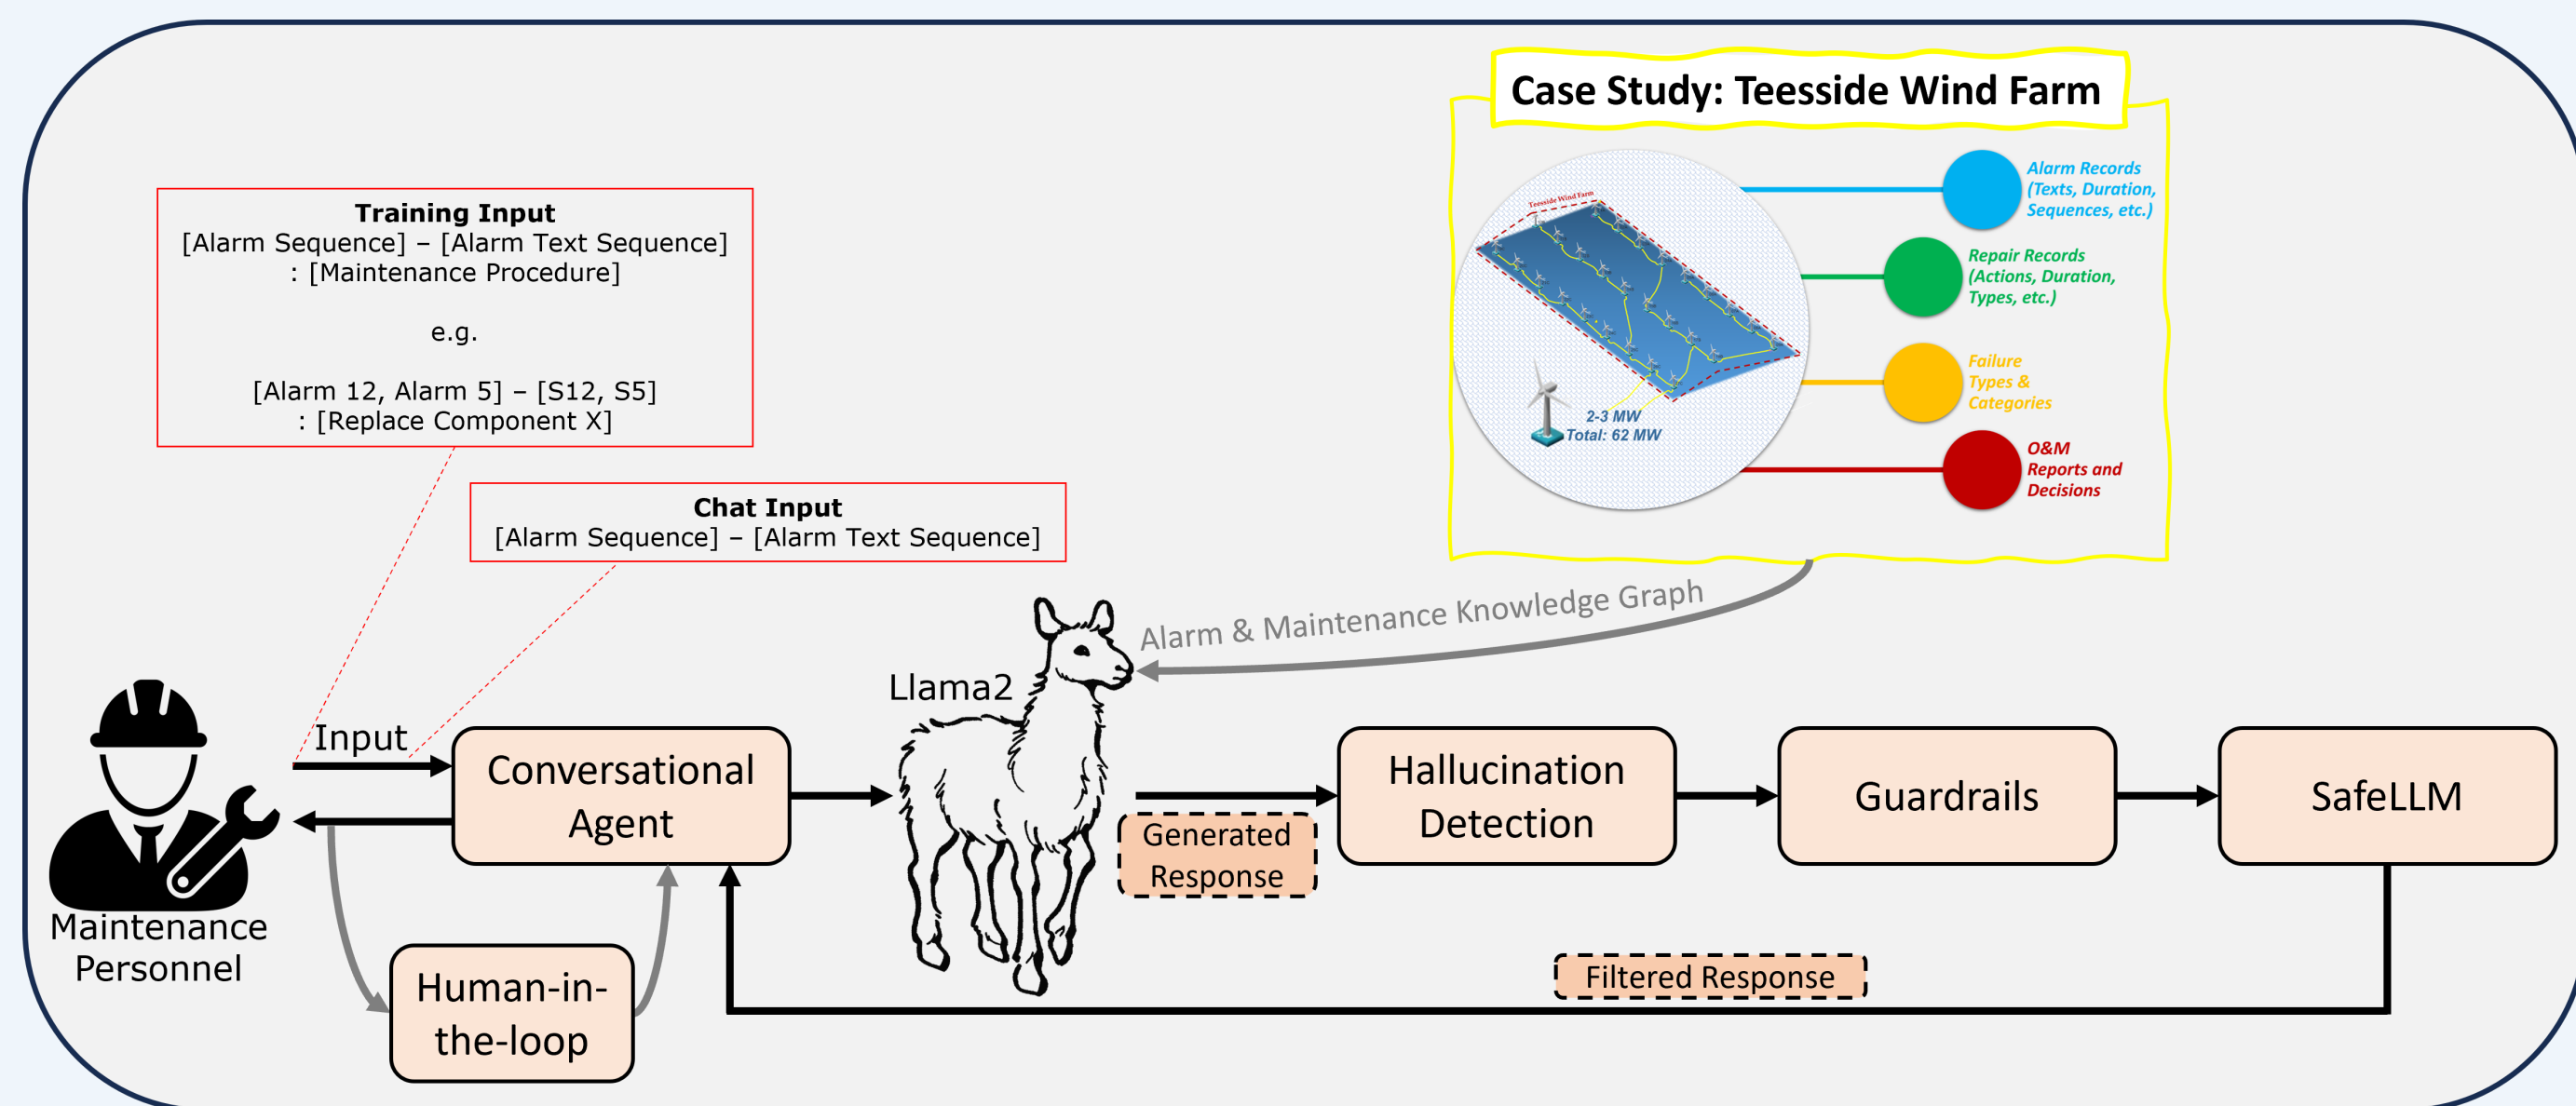 Case Study: Teesside Wind Farm
Teesside Wind Farm
2-3 MW
Total: 62 MW
Alarm Records
(Texts, Duration,
Sequences, etc.)
Repair Records
(Actions, Duration,
Types, etc.)
Failure
Types &
Categories
O&M
Reports and
Decisions
Training Input
[Alarm Sequence] – [Alarm Text Sequence]
: [Maintenance Procedure]
e.g.
[Alarm 12, Alarm 5] – [S12, S5]
: [Replace Component X]
Chat Input
[Alarm Sequence] – [Alarm Text Sequence]
Alarm & Maintenance Knowledge Graph
Llama2
Input
Maintenance
Personnel
Conversational
Agent
Generated
Response
Hallucination
Detection
Guardrails
SafeLLM
Filtered Response
Human-in-
the-loop